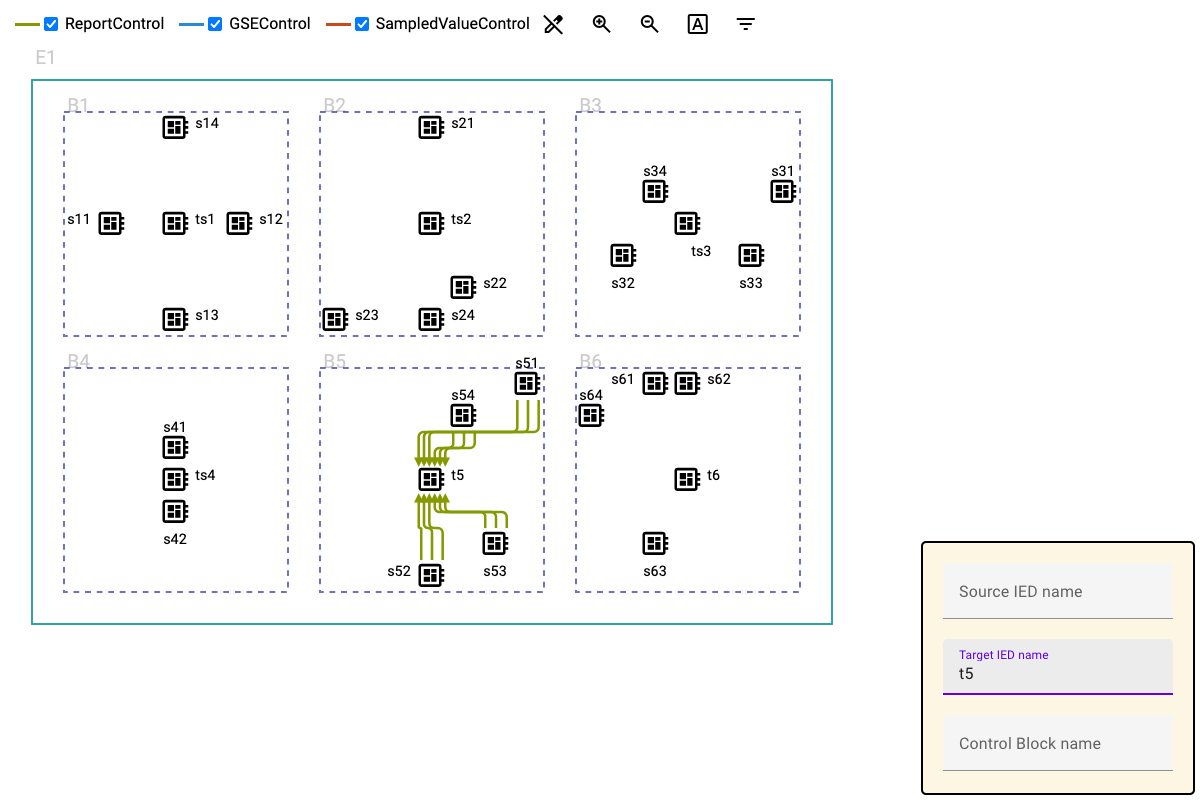 ReportControl GSEControl SampledValueControl A
E1
B1 B2 B3
s14 s21
s34 s31
s11 ts1 s12 ts2
ts3
s32 s33
s22
s13 s23 s24
B4 B5 s51 B6
s61 s62
s54 s64
s41
ts4 t5 t6
s42
s52 s53 s63
Source IED name
Target IED name
t5
Control Block name